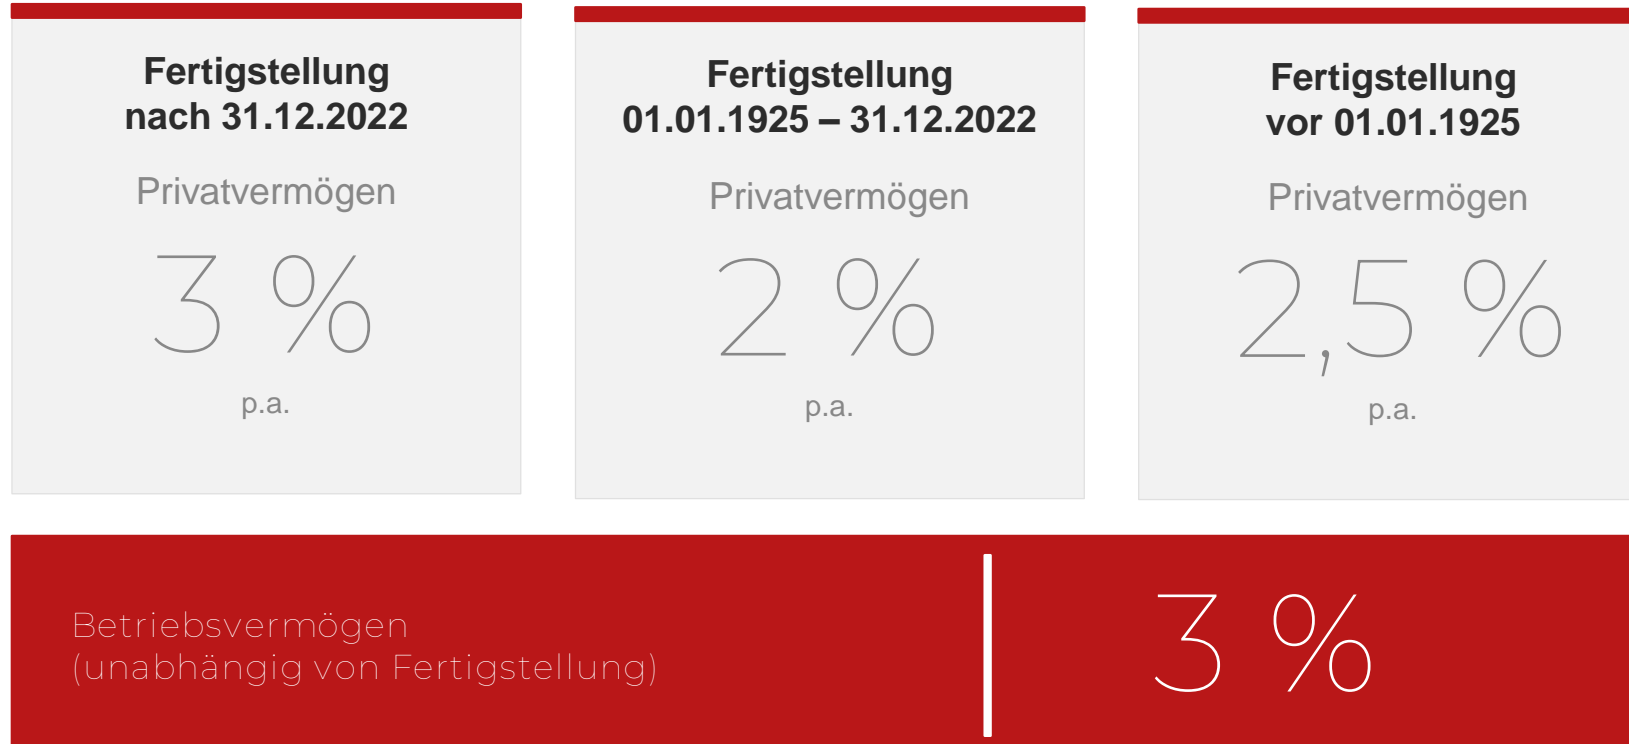 Fertigstellung
nach 31.12.2022
Privatvermögen
3 %
p.a.
Fertigstellung
01.01.1925 – 31.12.2022
Privatvermögen
2 %
p.a.
Fertigstellung
vor 01.01.1925
Privatvermögen
2,5 %
p.a.
Betriebsvermögen
(unabhängig von Fertigstellung)
3 %